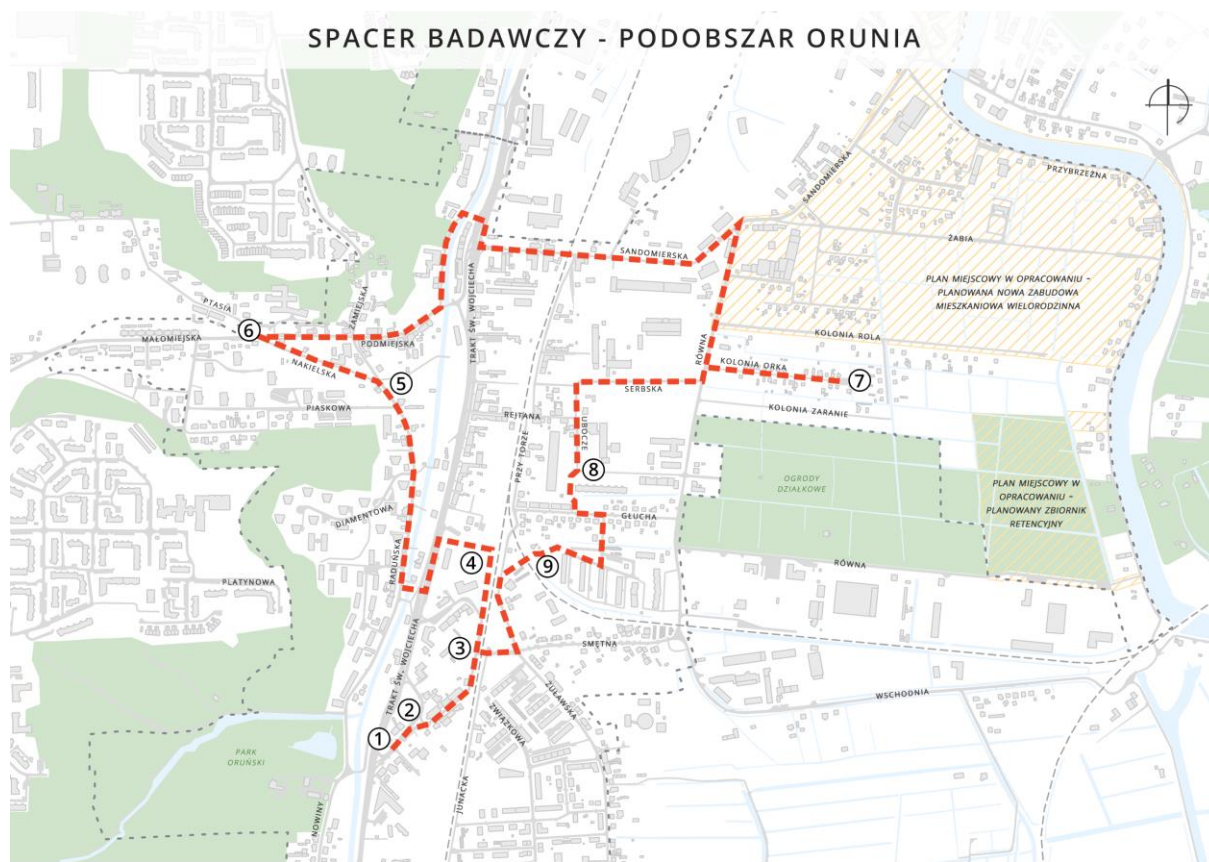 SPACER BADAWCZY - PODOBSZAR ORUNIA
SANDOMIERSKA
PRZYBRZEŻNA
ŻABIA
SANDOMIERSKA
PLAN MIEJSCOWY W OPRACOWANIU -
PLANOWANA NOWA ZABUDOWA
MIESZKANIOWA WIELORODZINNA
TRAKT ŚW. WOJCIECHA
PTASIA
ZAMIEJSKA
6
MAŁOMIEJSKA
PODMIEJSKA
KOLONIA ROLA
RÓWNA
KOLONIA ORKA
7
NAKIELSKA
5
SERBSKA
PIASKOWA
REJTANA
UBOCZE
KOLONIA ZARANIE
PRZY TORZE
8
OGRODY
DZIAŁKOWE
PLAN MIEJSCOWY W
OPRACOWANIU -
PLANOWANY ZBIORNIK
RETENCYJNY
DIAMENTOWA
GŁUCHA
RADUŃSKA
4
9
RÓWNA
PLATYNOWA
TRAKT ŚW. WOJCIECHA
3
SMĘTNA
ŻUŁAWSKA
WSCHODNIA
2
ZWIĄZKOWA
1
PARK
ORUŃSKI
JUNACKA
NOWINY